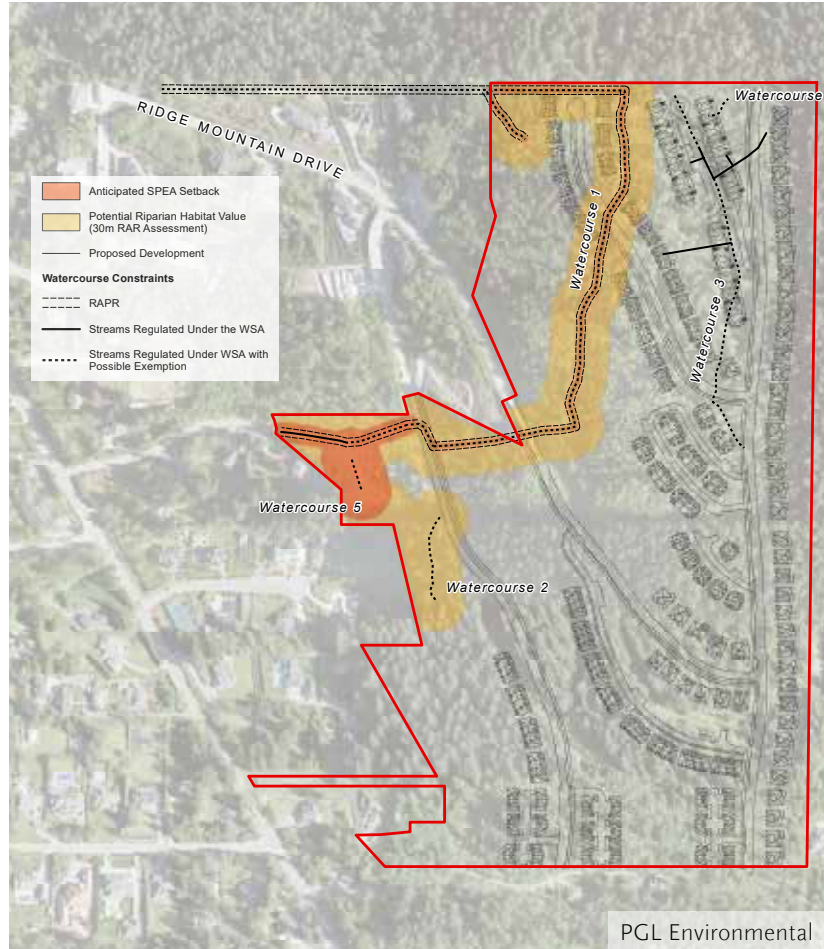 RIDGE MOUNTAIN DRIVE
Watercourse
Anticipated SPEA Setback
Potential Riparian Habitat Value
(30m RAR Assessment)
Proposed Development
Watercourse Constraints
RAPR
Streams Regulated Under the WSA
Streams Regulated Under WSA with
Possible Exemption
Watercourse 1
Watercourse 3
Watercourse 5
Watercourse 2
PGL Environmental